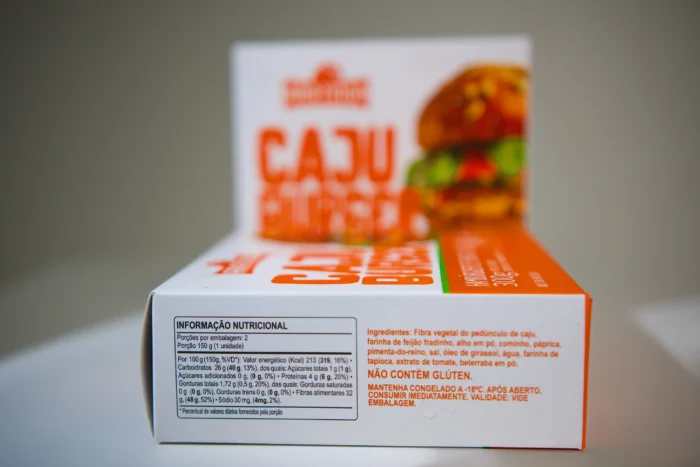 CAJU
BURGER
CAJU
BURGER
300g
INFORMAÇÃO NUTRICIONAL
Porções por embalagem: 2
Porção 150 g (1 unidade)
Por 100 g (150g, %VD*): Valor energético (Kcal) 213 (319, 16%) •
Carboidratos 26 g (40 g, 13%), dos quais: Açúcares totais 1 g (1 g),
Açúcares adicionados 0 g, (0 g, 0%) • Proteínas 4 g (6 g, 20%) •
Gorduras totais 1,72 g (0,5 g, 20%), das quais: Gorduras saturadas
0 g (0 g, 0%), Gorduras trans 0 g, (0 g, 0%) • Fibras alimentares 32
g, (48 g, 52%) • Sódio 30 mg, (4mg, 2%).
* Percentual de valores diários fornecidos pela porção
Ingredientes: Fibra vegetal do pedúnculo de caju,
farinha de feijão fradinho, alho em pó, cominho, páprica,
pimenta-do-reino, sal, óleo de girassol, água, farinha de
tapioca, extrato de tomate, beterraba em pó.
NÃO CONTÉM GLÚTEN.
MANTENHA CONGELADO A -18ºC. APÓS ABERTO,
CONSUMIR IMEDIATAMENTE. VALIDADE: VIDE
EMBALAGEM.